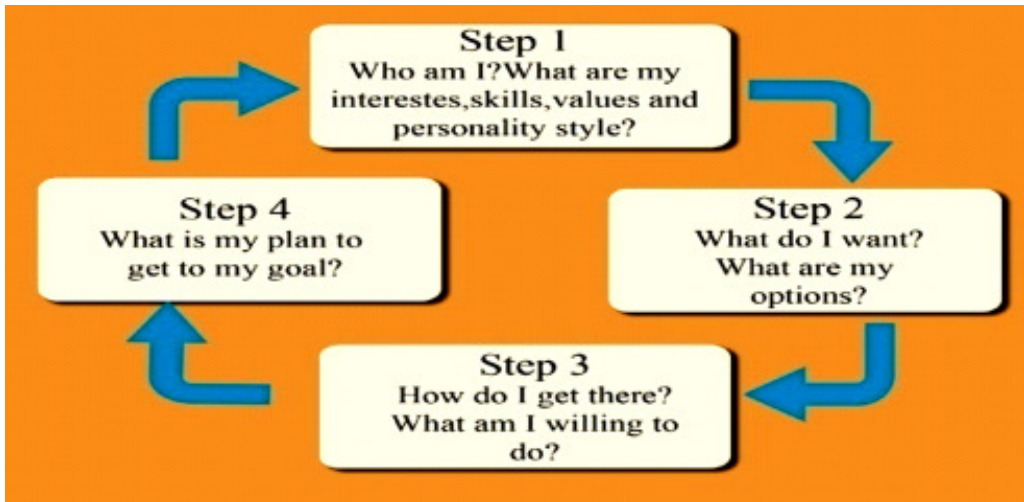 Step 1
Who am I?What are my
interestes,skills,values and
personality style?
Step 2
What do I want?
What are my
options?
Step 3
How do I get there?
What am I willing to
do?
Step 4
What is my plan to
get to my goal?